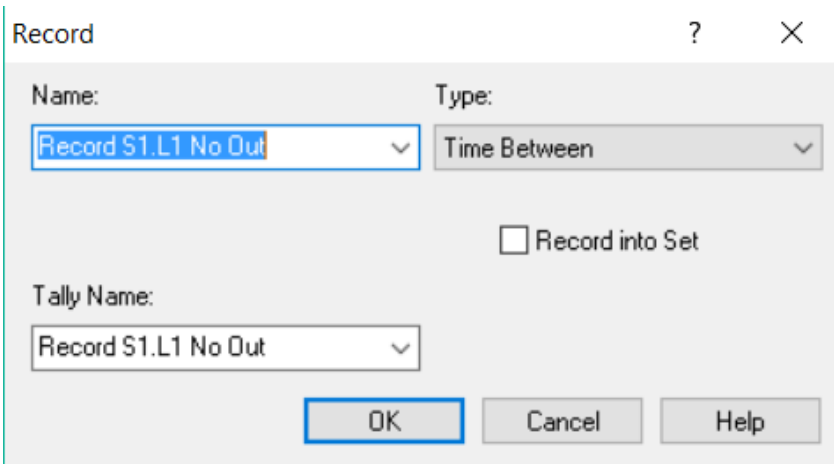 Record ?
Name: Type:
Record S1.L1 No Out Time Between
Record into Set
Tally Name:
Record S1.L1 No Out
OK Cancel Help